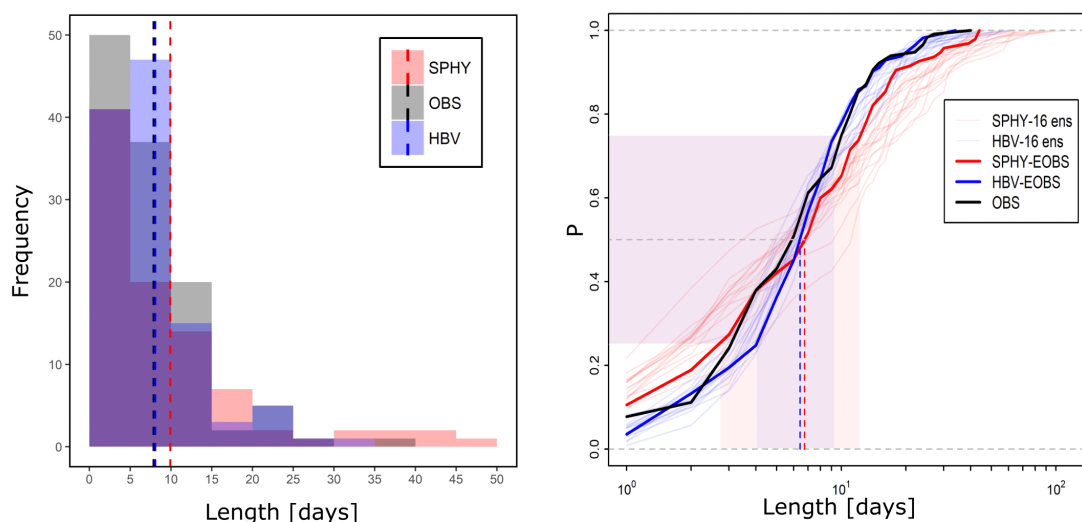 Frequency
50
40
30
20
10
0
0 5 10 15 20 25 30 35 40 45 50
Length [days]
SPHY
OBS
HBV
P
1.0
0.8
0.6
0.4
0.2
0.0
10⁰ 10¹ 10²
Length [days]
SPHY-16 ens
HBV-16 ens
SPHY-EOBS
HBV-EOBS
OBS